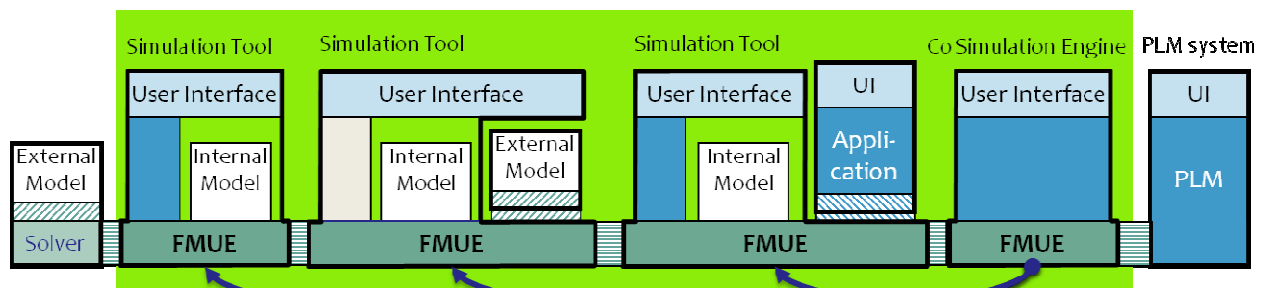 Simulation Tool
Simulation Tool
Simulation Tool
Co Simulation Engine
PLM system
User Interface
User Interface
User Interface
UI
User Interface
UI
External
Model
Internal
Model
Internal
Model
External
Model
Internal
Model
Appli-
cation
PLM
Solver
FMUE
FMUE
FMUE
FMUE